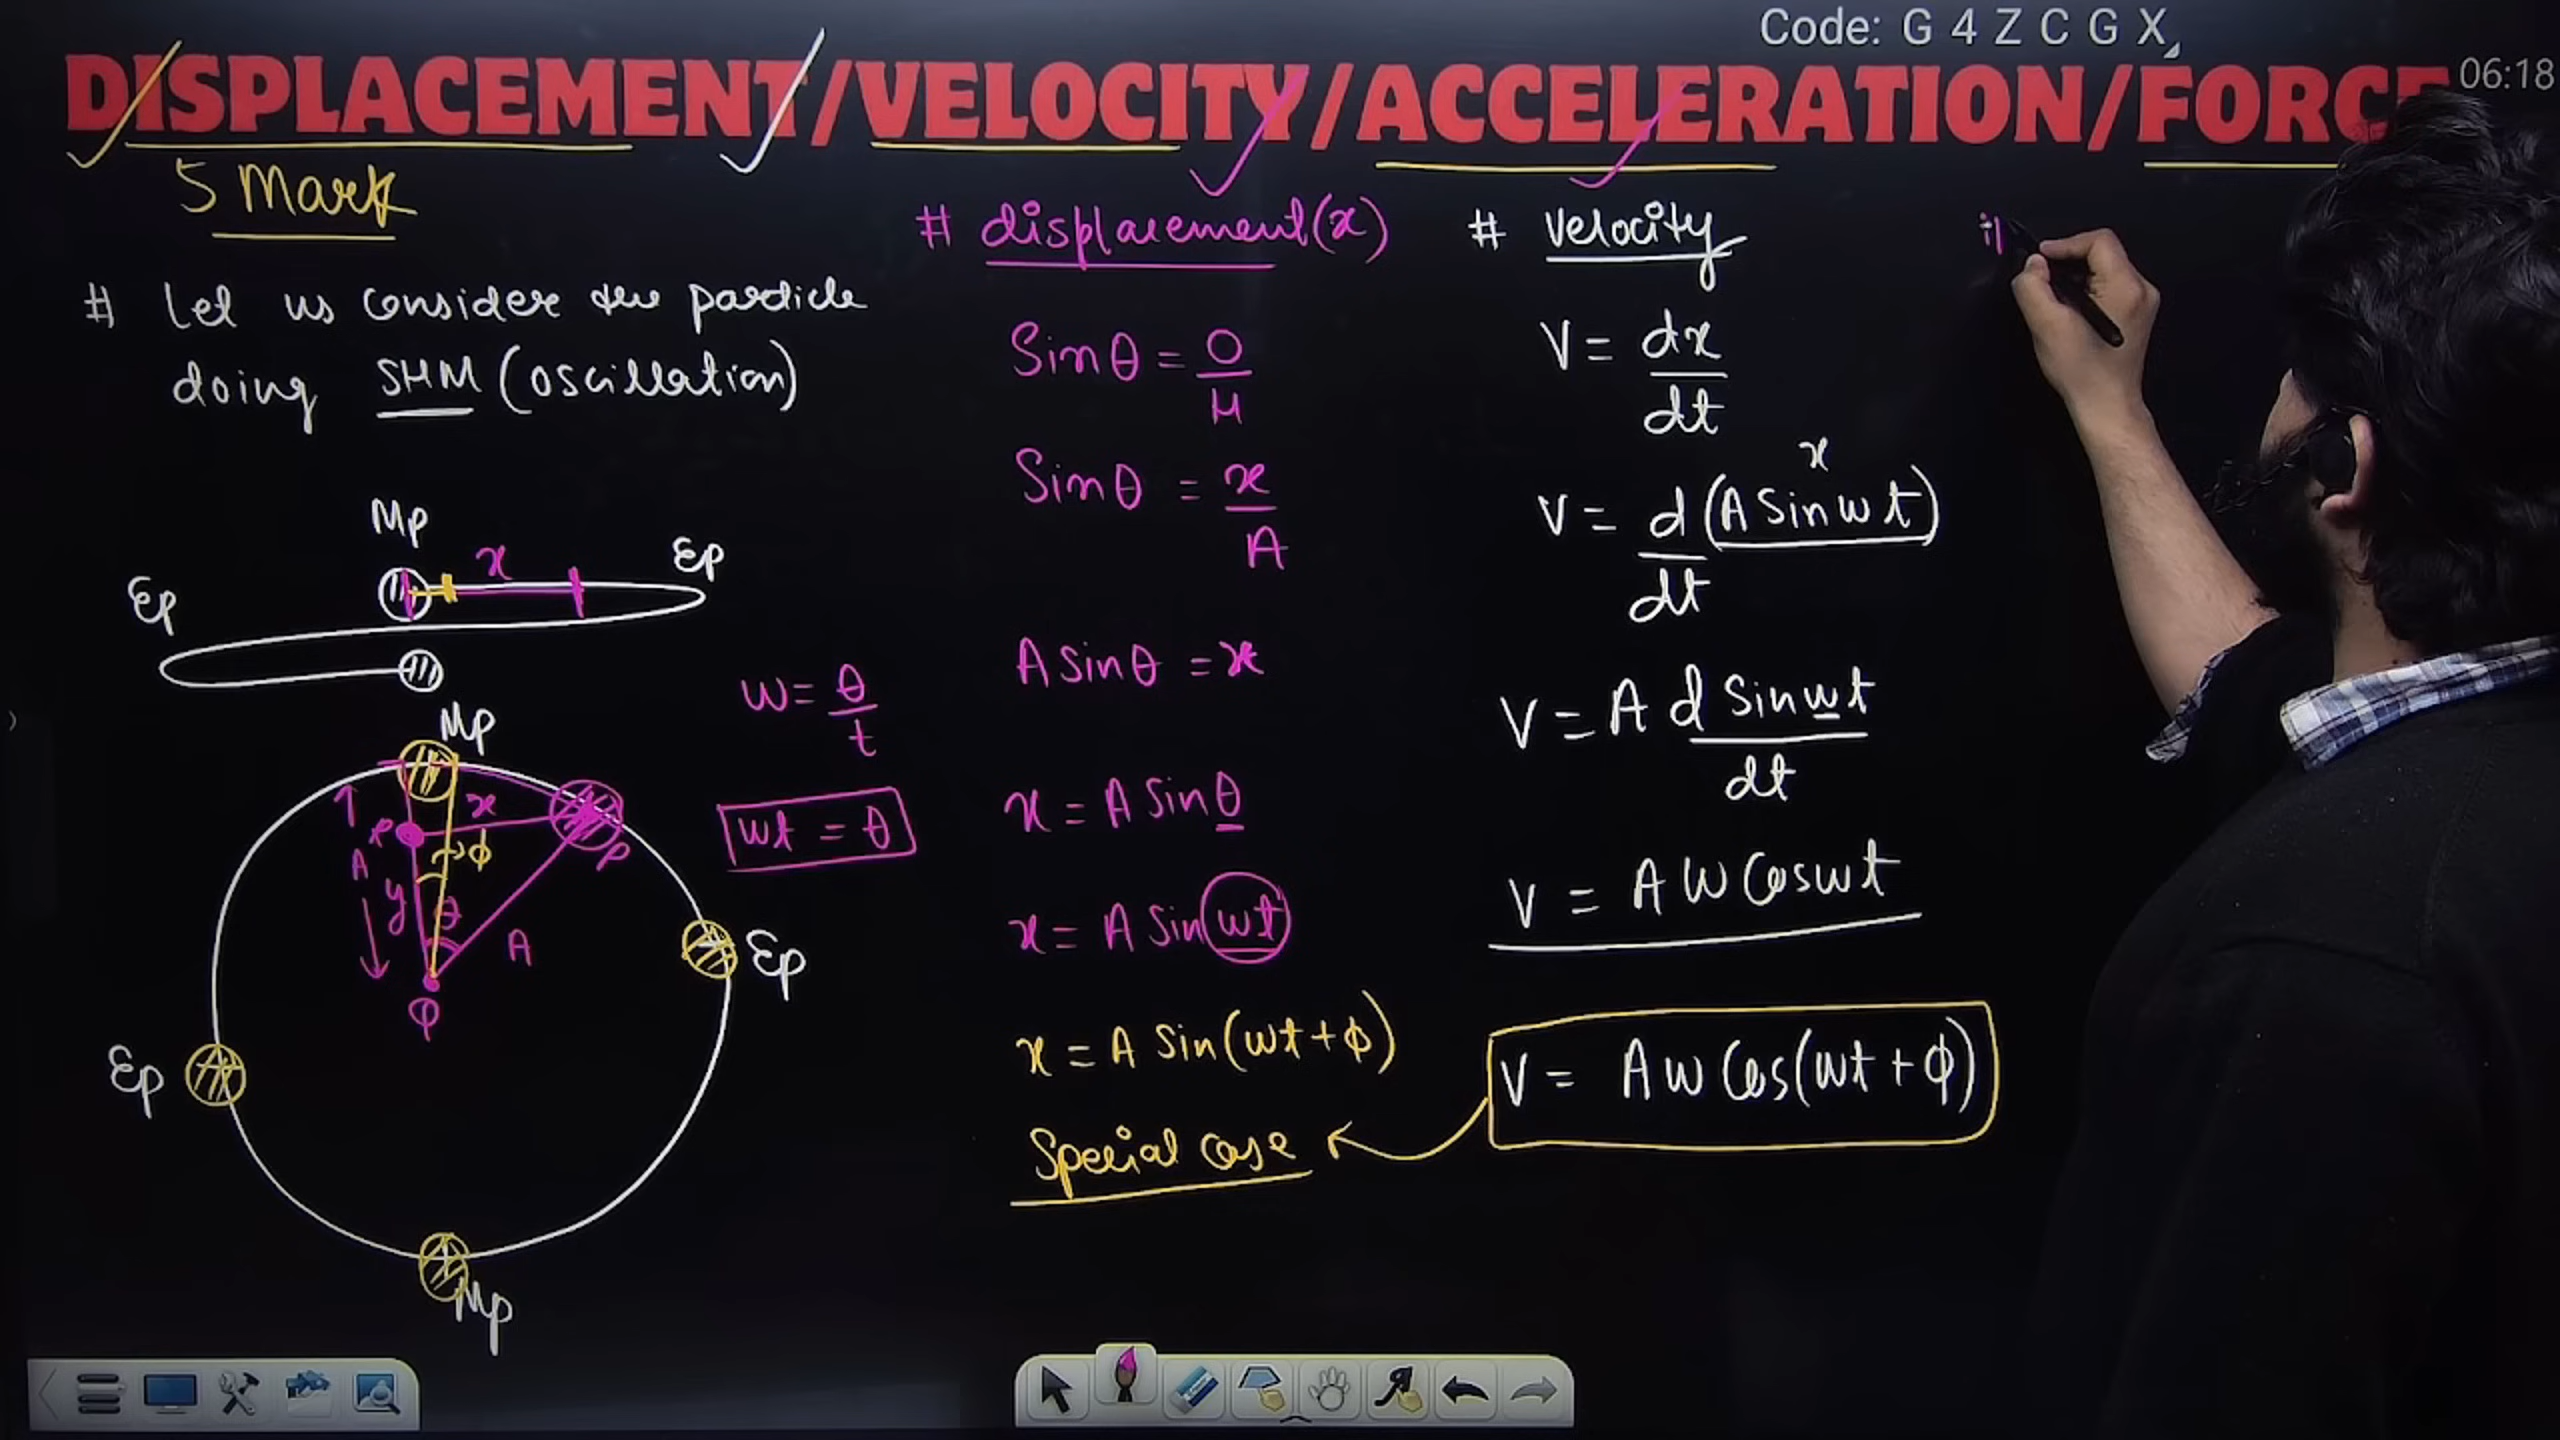 Code: G 4 Z C G X
06:18
DISPLACEMENT/VELOCITY/ACCELERATION/FORCE
5 Mark
# Let us consider the particle
doing SHM (oscillation)
Mp
x
Ep
Ep
Mp
A
P
x
ϕ
P
y
θ
A
O
Ep
Ep
Mp
w = θ/t
wt = θ
# displacement (x)
Sinθ = O/H
Sinθ = x/A
A Sinθ = x
x = A Sinθ
x = A Sin wt
x = A Sin(wt + ϕ)
Special case
# Velocity
V = dx/dt
x
V = d/dt (A Sin wt)
V = A d Sin wt/dt
V = A w Cos wt
V = A w Cos(wt + ϕ)